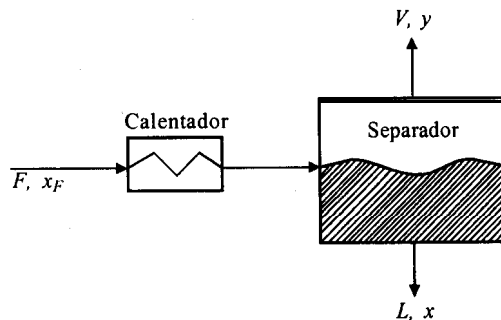 V, y
Calentador
Separador
F, x_F
L, x